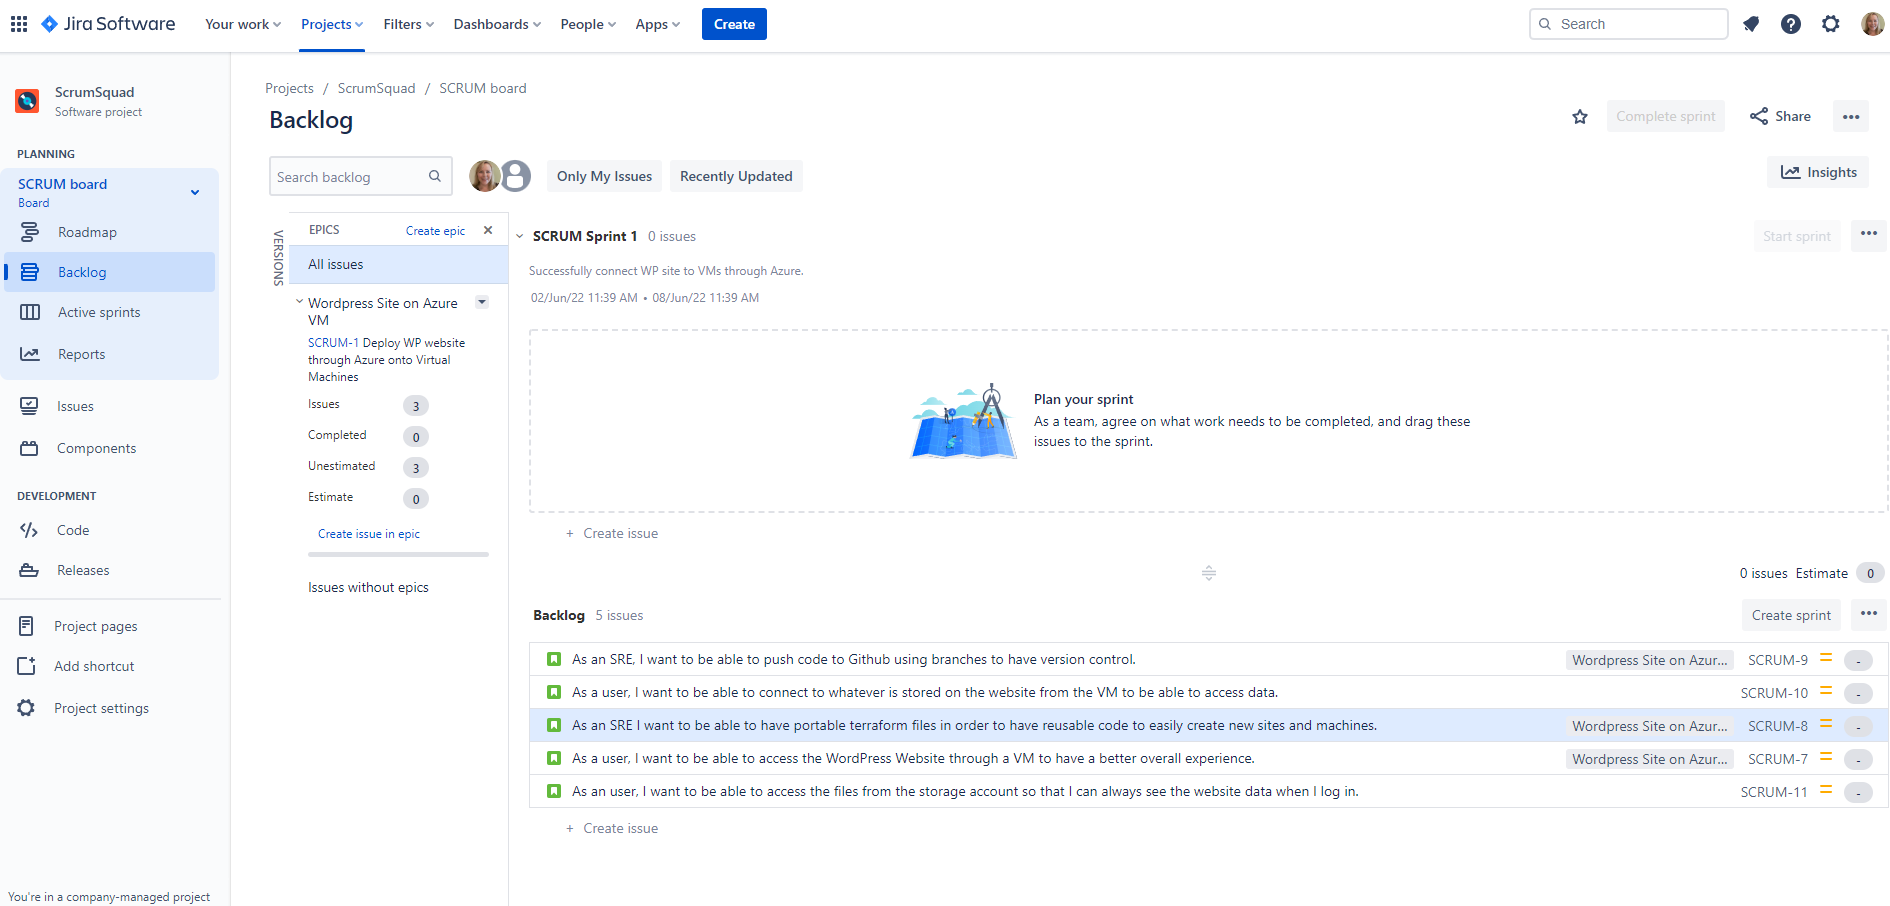 Jira Software
Your work
Projects
Filters
Dashboards
People
Apps
Create
Search
ScrumSquad
Software project
PLANNING
SCRUM board
Board
Roadmap
Backlog
Active sprints
Reports
Issues
Components
DEVELOPMENT
Code
Releases
Project pages
Add shortcut
Project settings
You're in a company-managed project
Projects / ScrumSquad / SCRUM board
Backlog
Complete sprint
Share
Search backlog
Only My Issues
Recently Updated
Insights
VERSIONS
EPICS
Create epic
All issues
Wordpress Site on Azure
VM
SCRUM-1 Deploy WP website
through Azure onto Virtual
Machines
Issues 3
Completed 0
Unestimated 3
Estimate 0
Create issue in epic
Issues without epics
SCRUM Sprint 1 0 issues
Start sprint
Successfully connect WP site to VMs through Azure.
02/Jun/22 11:39 AM • 08/Jun/22 11:39 AM
Plan your sprint
As a team, agree on what work needs to be completed, and drag these
issues to the sprint.
+ Create issue
0 issues Estimate 0
Backlog 5 issues
Create sprint
As an SRE, I want to be able to push code to Github using branches to have version control. Wordpress Site on Azur... SCRUM-9 -
As a user, I want to be able to connect to whatever is stored on the website from the VM to be able to access data. SCRUM-10 -
As an SRE I want to be able to have portable terraform files in order to have reusable code to easily create new sites and machines. Wordpress Site on Azur... SCRUM-8 -
As a user, I want to be able to access the WordPress Website through a VM to have a better overall experience. Wordpress Site on Azur... SCRUM-7 -
As an user, I want to be able to access the files from the storage account so that I can always see the website data when I log in. SCRUM-11 -
+ Create issue